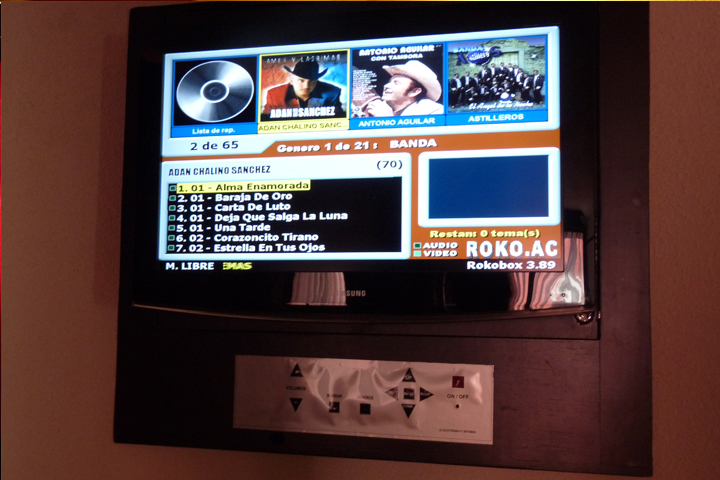 AMOR Y LAGRIMAS
ADAN SANCHEZ
ANTONIO AGUILAR
CON TAMBORA
BANDA
El Angel de tu Noche
Lista de rep.
ADAN CHALINO SANC
ANTONIO AGUILAR
ASTILLEROS
2 de 65
Genero 1 de 21 : BANDA
ADAN CHALINO SANCHEZ (70)
1. 01 - Alma Enamorada
2. 01 - Baraja De Oro
3. 01 - Carta De Luto
4. 01 - Deja Que Salga La Luna
5. 01 - Una Tarde
6. 02 - Corazoncito Tirano
7. 02 - Estrella En Tus Ojos
Restan: 0 tema(s)
AUDIO
VIDEO
ROKO.AC
M. LIBRE
MAS
Rokobox 3.89
SAMSUNG
VOLUMEN
ON / OFF